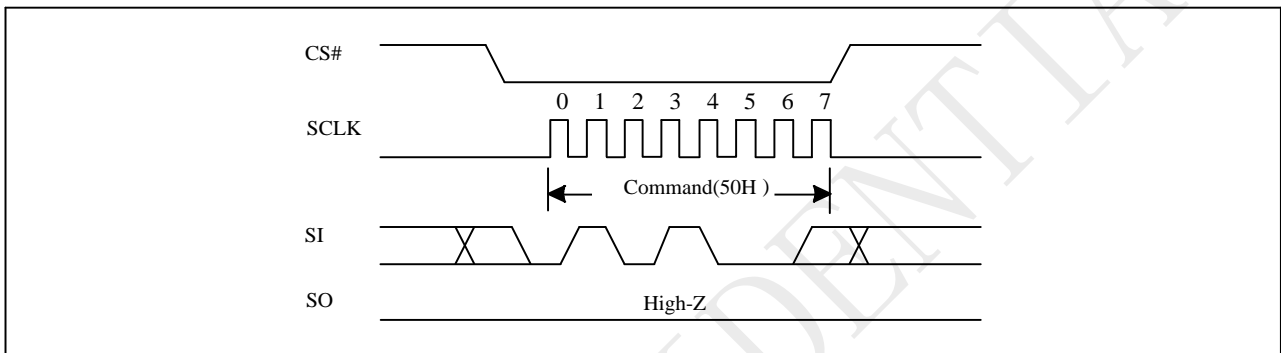 CS#
0 1 2 3 4 5 6 7
SCLK
Command(50H )
SI
SO
High-Z